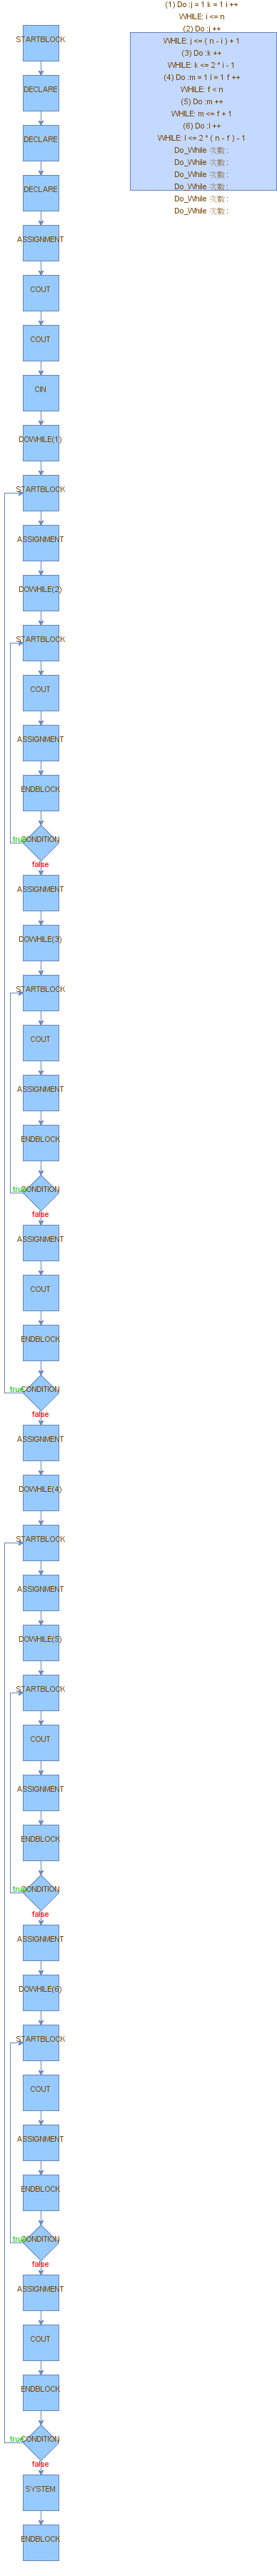 (1) Do :j = 1 k = 1 i ++
WHILE: i <= n
(2) Do :j ++
WHILE: j <= ( n - i ) + 1
(3) Do :k ++
WHILE: k <= 2 * i - 1
(4) Do :m = 1 l = 1 f ++
WHILE: f < n
(5) Do :m ++
WHILE: m <= f + 1
(6) Do :l ++
WHILE: l <= 2 * ( n - f ) - 1
Do_While 次數 :
Do_While 次數 :
Do_While 次數 :
Do_While 次數 :
Do_While 次數 :
Do_While 次數 :
STARTBLOCK
DECLARE
DECLARE
DECLARE
ASSIGNMENT
COUT
COUT
CIN
DOWHILE(1)
STARTBLOCK
ASSIGNMENT
DOWHILE(2)
STARTBLOCK
COUT
ASSIGNMENT
ENDBLOCK
true CONDITION
false
ASSIGNMENT
DOWHILE(3)
STARTBLOCK
COUT
ASSIGNMENT
ENDBLOCK
true CONDITION
false
ASSIGNMENT
COUT
ENDBLOCK
true CONDITION
false
ASSIGNMENT
DOWHILE(4)
STARTBLOCK
ASSIGNMENT
DOWHILE(5)
STARTBLOCK
COUT
ASSIGNMENT
ENDBLOCK
true CONDITION
false
ASSIGNMENT
DOWHILE(6)
STARTBLOCK
COUT
ASSIGNMENT
ENDBLOCK
true CONDITION
false
ASSIGNMENT
COUT
ENDBLOCK
true CONDITION
false
SYSTEM
ENDBLOCK